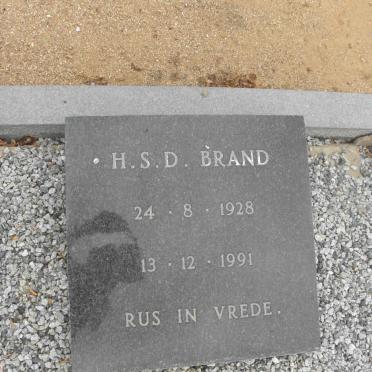 H.S.D. BRAND
24 · 8 · 1928
13 · 12 · 1991
RUS IN VREDE.